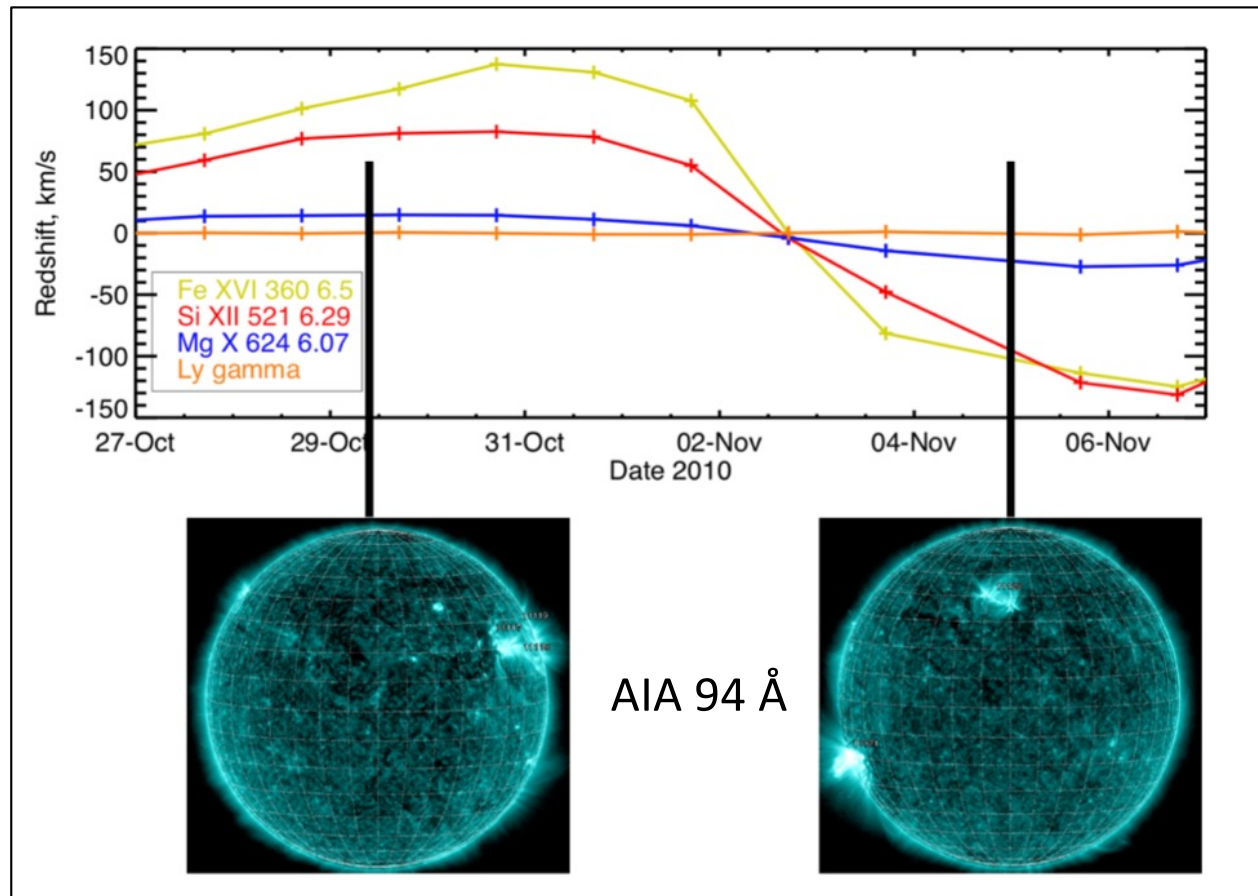 150
100
50
0
-50
-100
-150
Redshift, km/s
Fe XVI 360 6.5
Si XII 521 6.29
Mg X 624 6.07
Ly gamma
27-Oct 29-Oct 31-Oct 02-Nov 04-Nov 06-Nov
Date 2010
AIA 94 Å